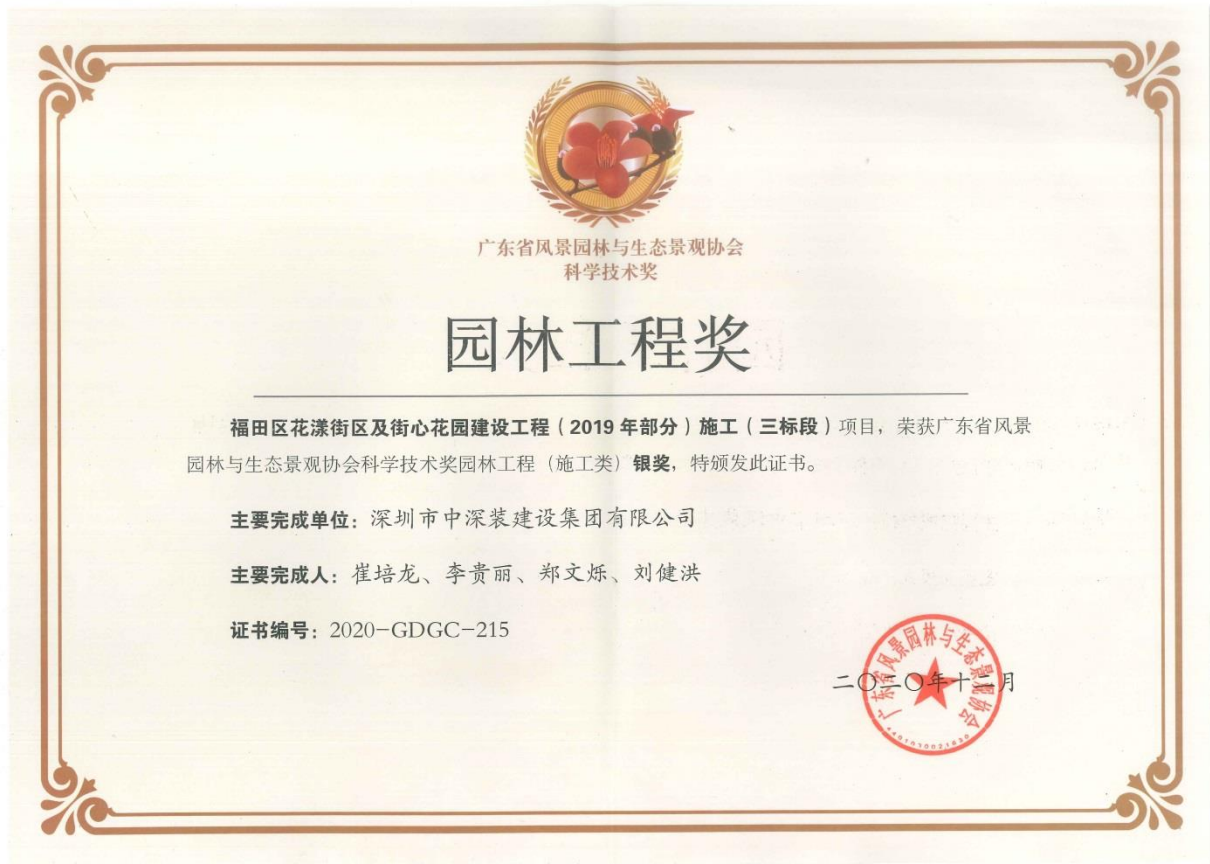 广东省风景园林与生态景观协会
科学技术奖
园林工程奖
福田区花漾街区及街心花园建设工程（2019 年部分）施工（三标段）项目，荣获广东省风景
园林与生态景观协会科学技术奖园林工程（施工类）银奖，特颁发此证书。
主要完成单位：深圳市中深装建设集团有限公司
主要完成人：崔培龙、李贵丽、郑文烁、刘健洪
证书编号：2020-GDGC-215
广东省风景园林与生态景观协会
二〇二〇年十二月